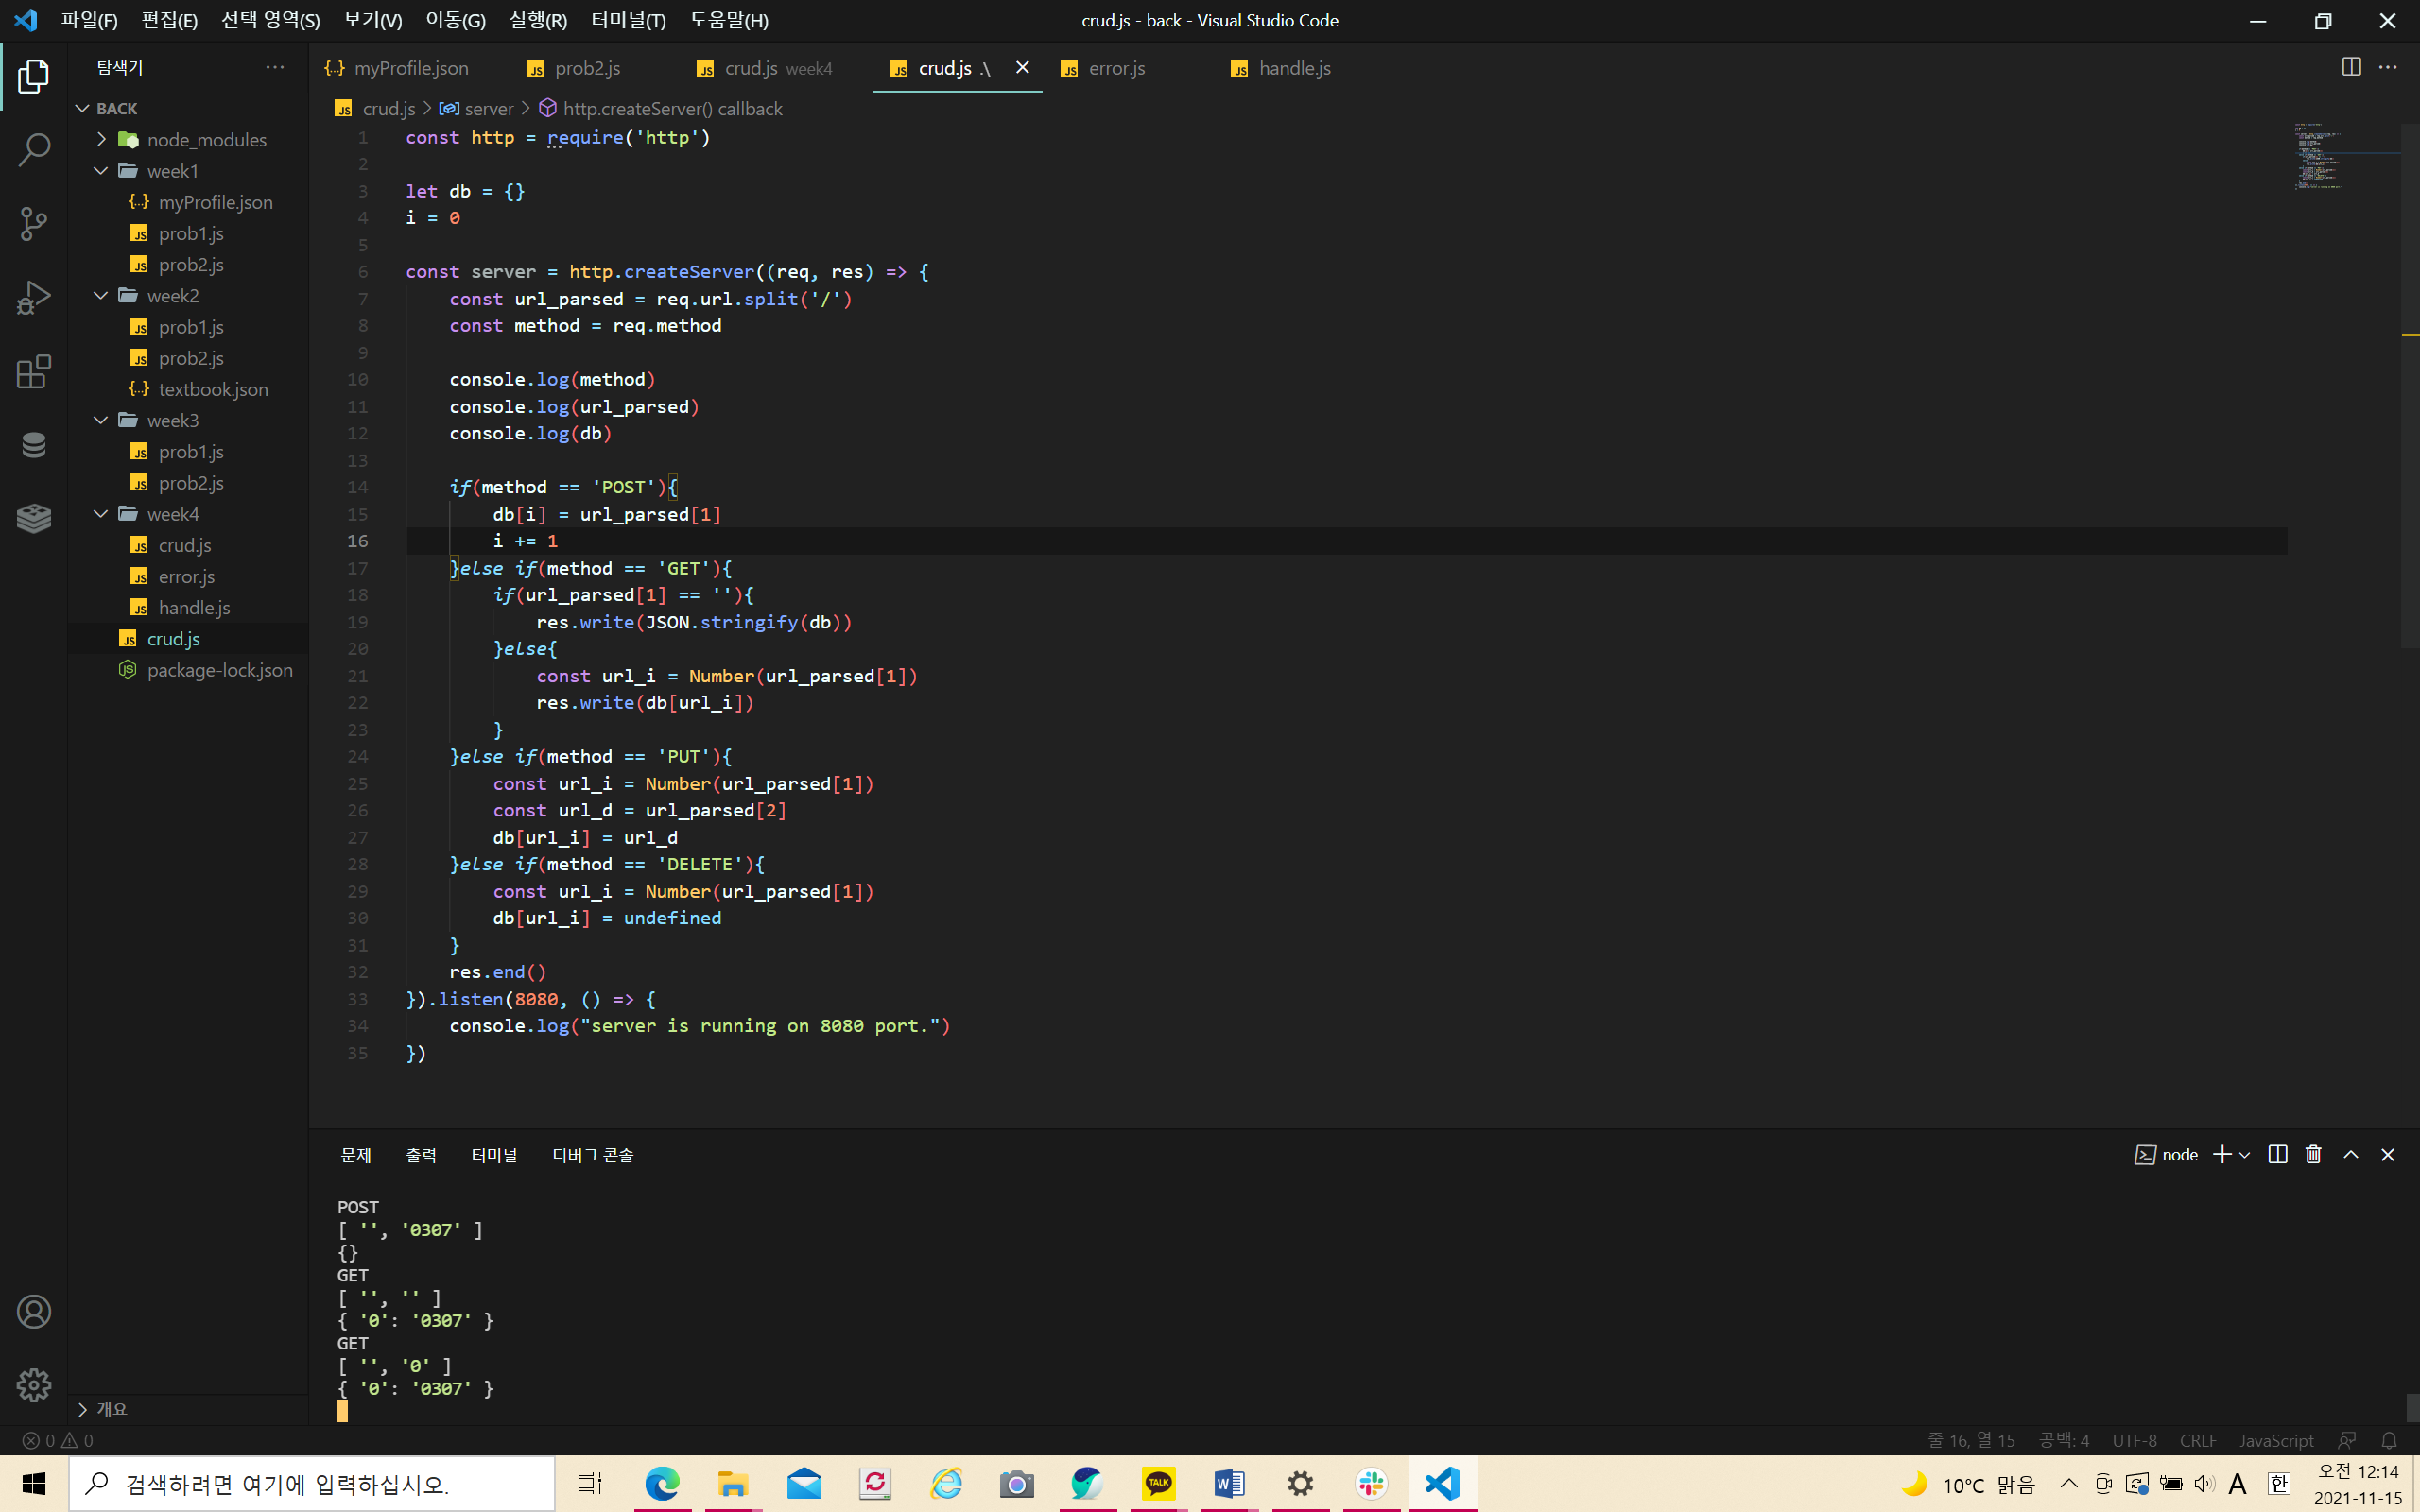 파일(F) 편집(E) 선택 영역(S) 보기(V) 이동(G) 실행(R) 터미널(T) 도움말(H)
crud.js - back - Visual Studio Code
탐색기
BACK
node_modules
week1
myProfile.json
prob1.js
prob2.js
week2
prob1.js
prob2.js
textbook.json
week3
prob1.js
prob2.js
week4
crud.js
error.js
handle.js
crud.js
package-lock.json
개요
myProfile.json prob2.js crud.js week4 crud.js .\ error.js handle.js
crud.js > server > http.createServer() callback
1 const http = require('http')
2
3 let db = {}
4 i = 0
5
6 const server = http.createServer((req, res) => {
7 const url_parsed = req.url.split('/')
8 const method = req.method
9
10 console.log(method)
11 console.log(url_parsed)
12 console.log(db)
13
14 if(method == 'POST'){
15 db[i] = url_parsed[1]
16 i += 1
17 }else if(method == 'GET'){
18 if(url_parsed[1] == ''){
19 res.write(JSON.stringify(db))
20 }else{
21 const url_i = Number(url_parsed[1])
22 res.write(db[url_i])
23 }
24 }else if(method == 'PUT'){
25 const url_i = Number(url_parsed[1])
26 const url_d = url_parsed[2]
27 db[url_i] = url_d
28 }else if(method == 'DELETE'){
29 const url_i = Number(url_parsed[1])
30 db[url_i] = undefined
31 }
32 res.end()
33 }).listen(8080, () => {
34 console.log("server is running on 8080 port.")
35 })
문제 출력 터미널 디버그 콘솔
node
POST
[ '', '0307' ]
{}
GET
[ '', '' ]
{ '0': '0307' }
GET
[ '', '0' ]
{ '0': '0307' }
0 0
줄 16, 열 15 공백: 4 UTF-8 CRLF JavaScript
검색하려면 여기에 입력하십시오.
TALK
10°C 맑음
A 한
오전 12:14
2021-11-15